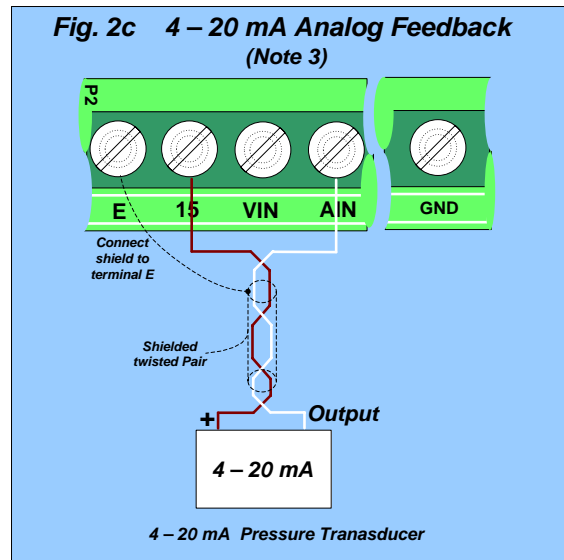 Fig. 2c 4 – 20 mA Analog Feedback
(Note 3)
P2
E 15 VIN AIN GND
Connect
shield to
terminal E
Shielded
twisted Pair
+ Output
4 – 20 mA
4 – 20 mA Pressure Tranasducer